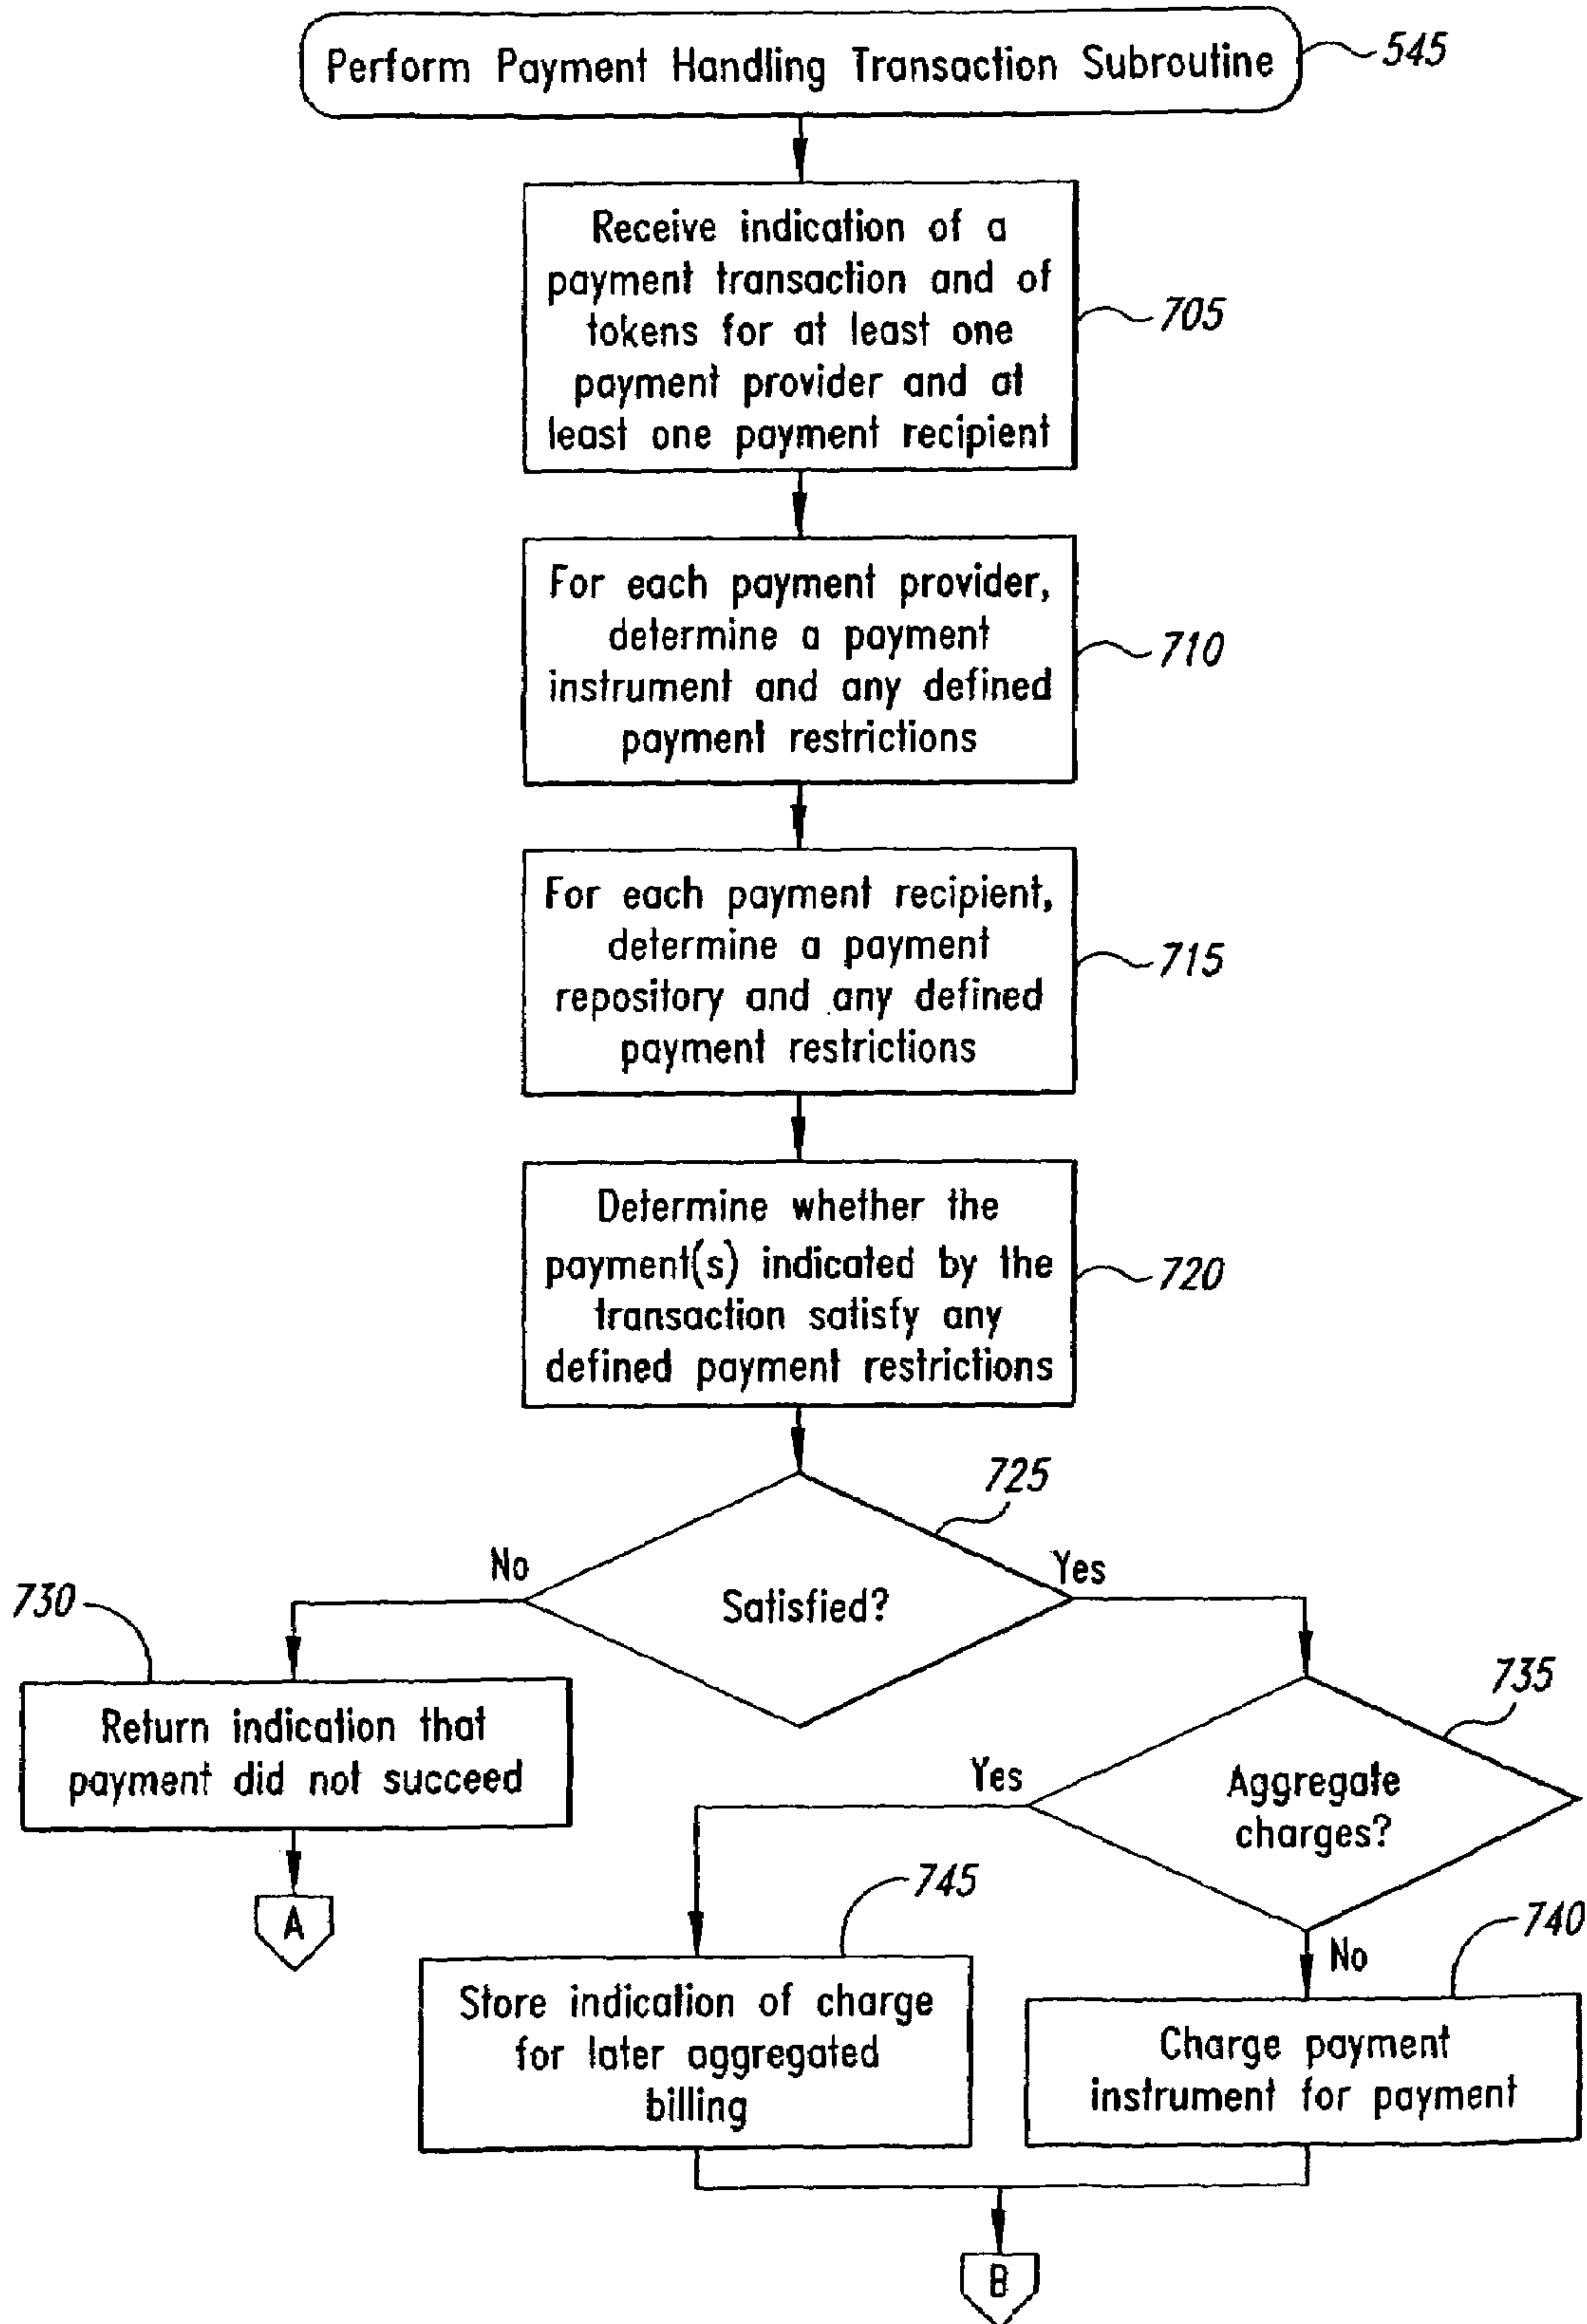 Perform Payment Handling Transaction Subroutine
545
Receive indication of a
payment transaction and of
tokens for at least one
payment provider and at
least one payment recipient
705
For each payment provider,
determine a payment
instrument and any defined
payment restrictions
710
For each payment recipient,
determine a payment
repository and any defined
payment restrictions
715
Determine whether the
payment(s) indicated by the
transaction satisfy any
defined payment restrictions
720
725
No
Yes
Satisfied?
730
Return indication that
payment did not succeed
A
735
Yes
Aggregate
charges?
No
745
Store indication of charge
for later aggregated
billing
740
Charge payment
instrument for payment
B